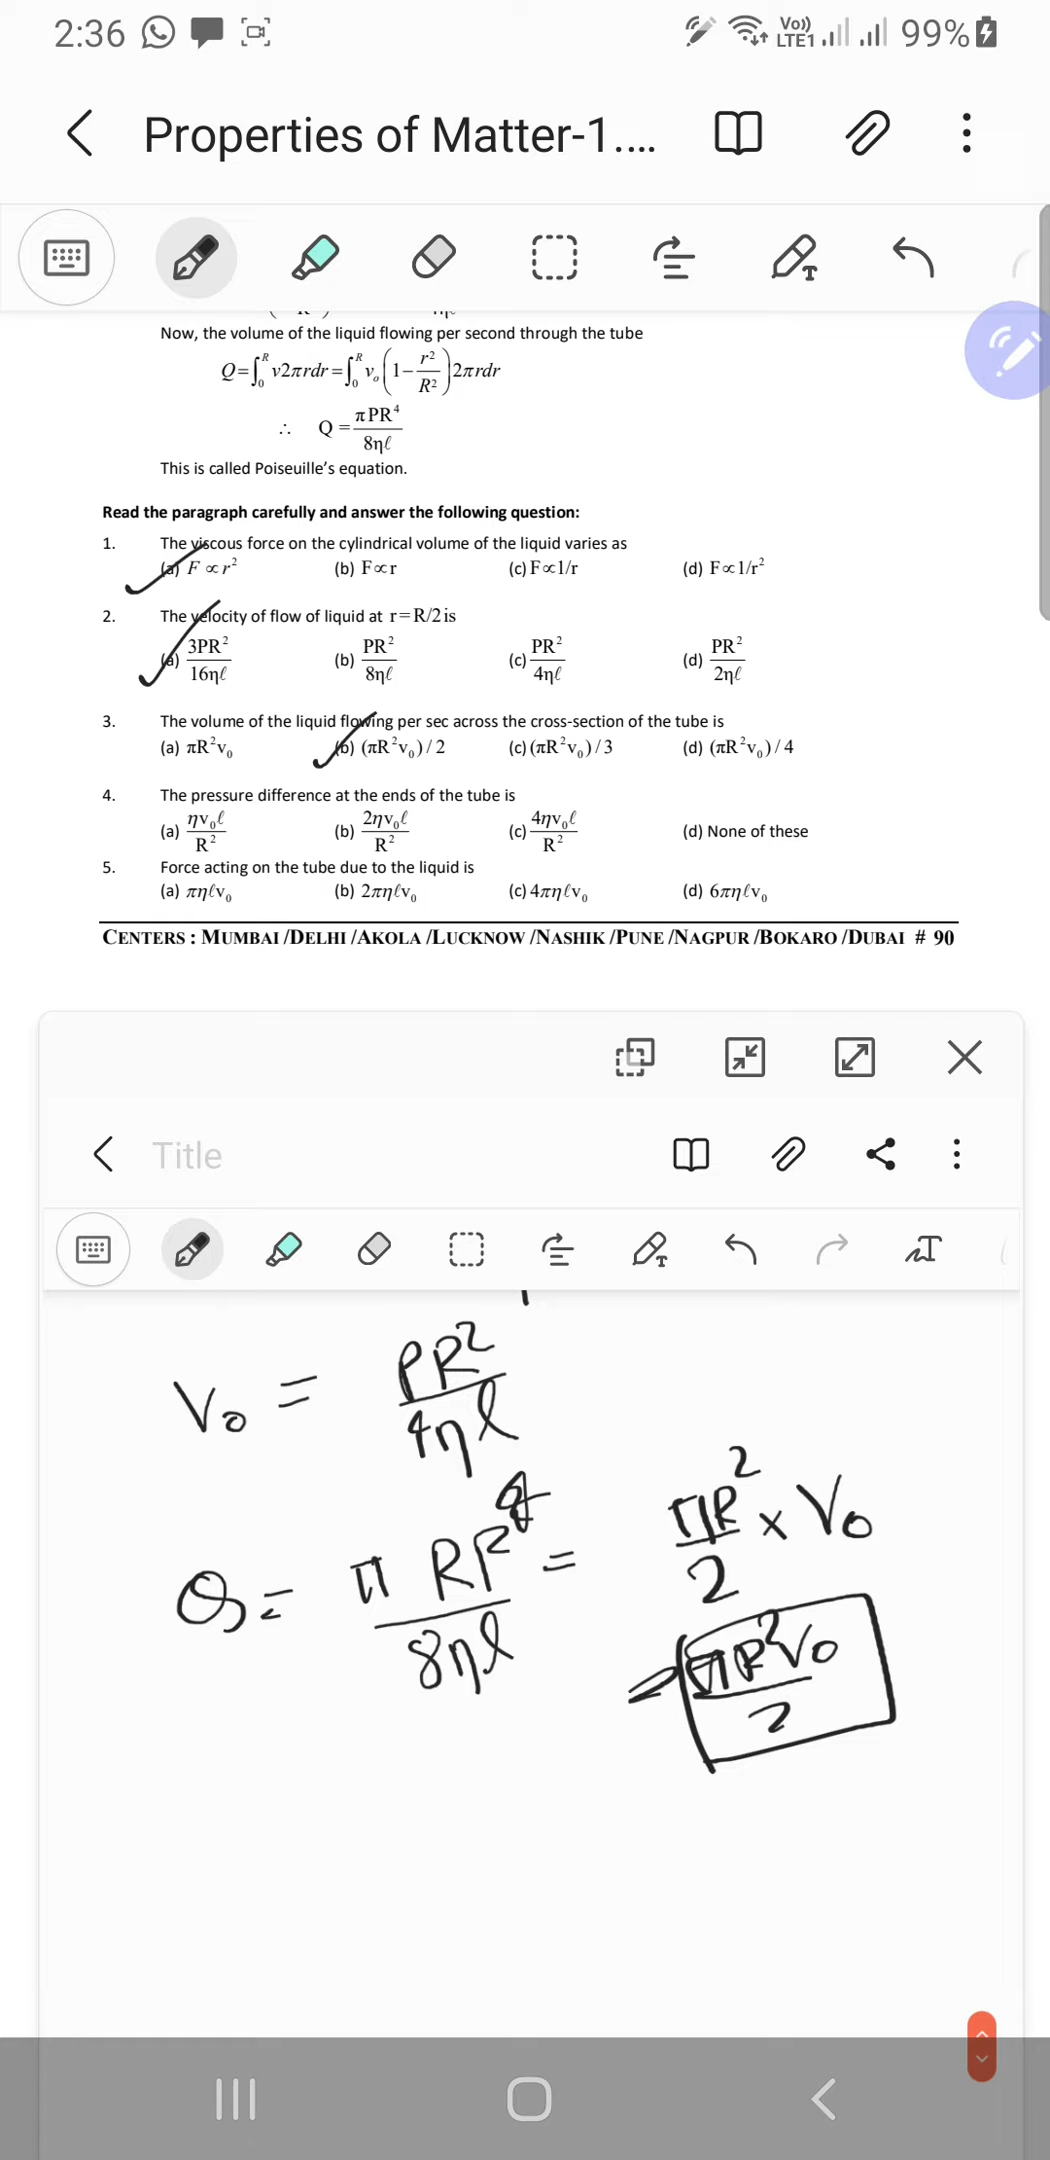 2:36 Vo)) LTE1 99%
Properties of Matter-1....
Now, the volume of the liquid flowing per second through the tube
Q=∫₀ᴿ v2πrdr=∫₀ᴿ vₒ(1−r²/R²)2πrdr
∴ Q = πPR⁴/8ηℓ
This is called Poiseuille's equation.
Read the paragraph carefully and answer the following question:
1. The viscous force on the cylindrical volume of the liquid varies as
(a) F ∝r² (b) F∝r (c) F∝1/r (d) F∝1/r²
2. The velocity of flow of liquid at r=R/2 is
(a) 3PR²/16ηℓ (b) PR²/8ηℓ (c) PR²/4ηℓ (d) PR²/2ηℓ
3. The volume of the liquid flowing per sec across the cross-section of the tube is
(a) πR²v₀ (b) (πR²v₀)/2 (c) (πR²v₀)/3 (d) (πR²v₀)/4
4. The pressure difference at the ends of the tube is
(a) ηv₀ℓ/R² (b) 2ηv₀ℓ/R² (c) 4ηv₀ℓ/R² (d) None of these
5. Force acting on the tube due to the liquid is
(a) πηℓv₀ (b) 2πηℓv₀ (c) 4πηℓv₀ (d) 6πηℓv₀
CENTERS : MUMBAI /DELHI /AKOLA /LUCKNOW /NASHIK /PUNE /NAGPUR /BOKARO /DUBAI # 90
Title
V₀ = PR²/4ηl
Q = π RP⁴/8ηl = πR²/2 × V₀
= πR²V₀/2